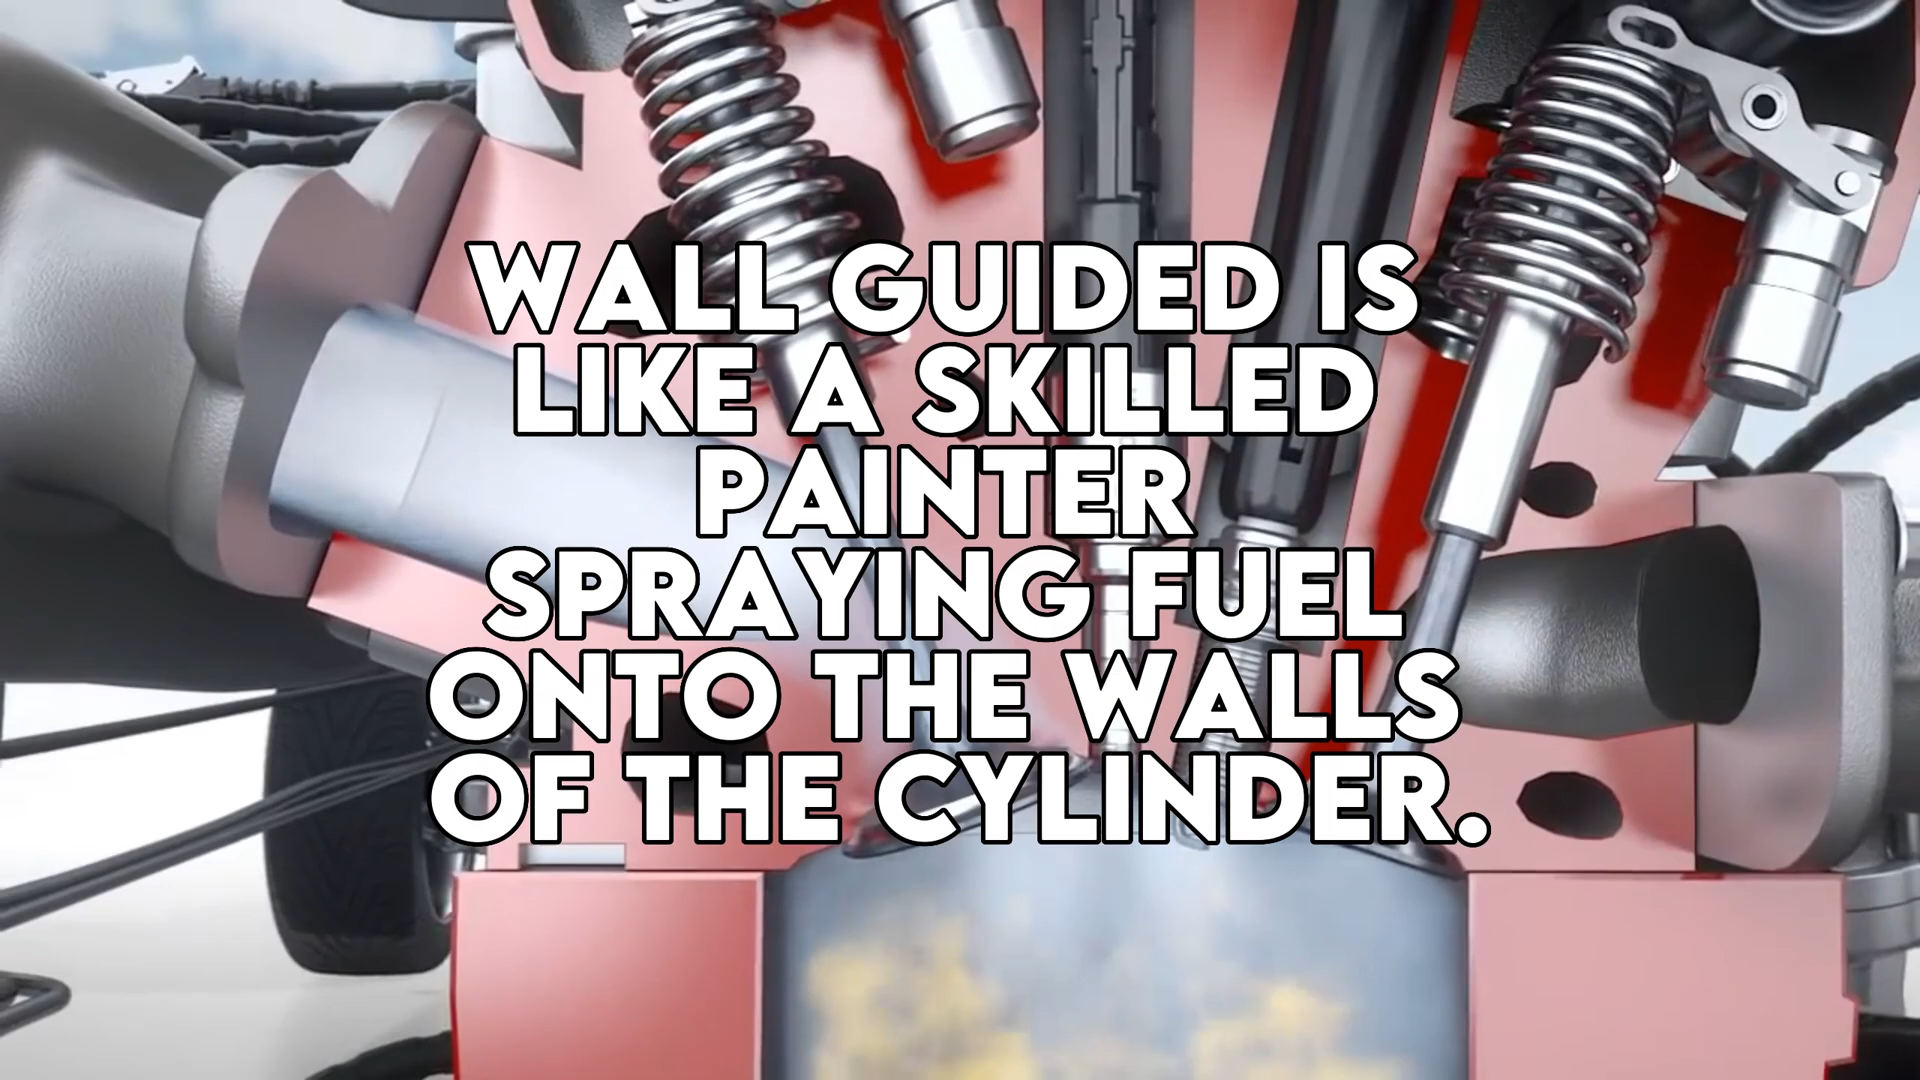 WALL GUIDED IS
LIKE A SKILLED
PAINTER
SPRAYING FUEL
ONTO THE WALLS
OF THE CYLINDER.